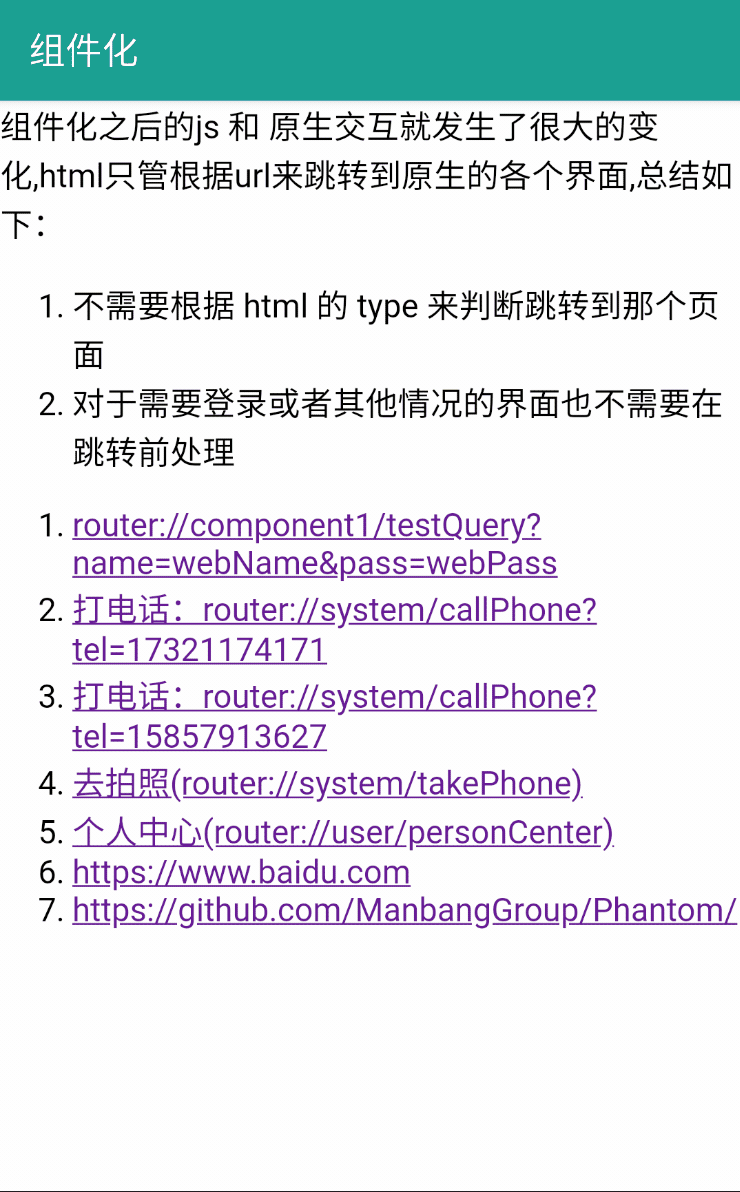 组件化
组件化之后的js 和 原生交互就发生了很大的变
化,html只管根据url来跳转到原生的各个界面,总结如
下：
1. 不需要根据 html 的 type 来判断跳转到那个页
面
2. 对于需要登录或者其他情况的界面也不需要在
跳转前处理
1. router://component1/testQuery?
name=webName&pass=webPass
2. 打电话：router://system/callPhone?
tel=17321174171
3. 打电话：router://system/callPhone?
tel=15857913627
4. 去拍照(router://system/takePhone)
5. 个人中心(router://user/personCenter)
6. https://www.baidu.com
7. https://github.com/ManbangGroup/Phantom/